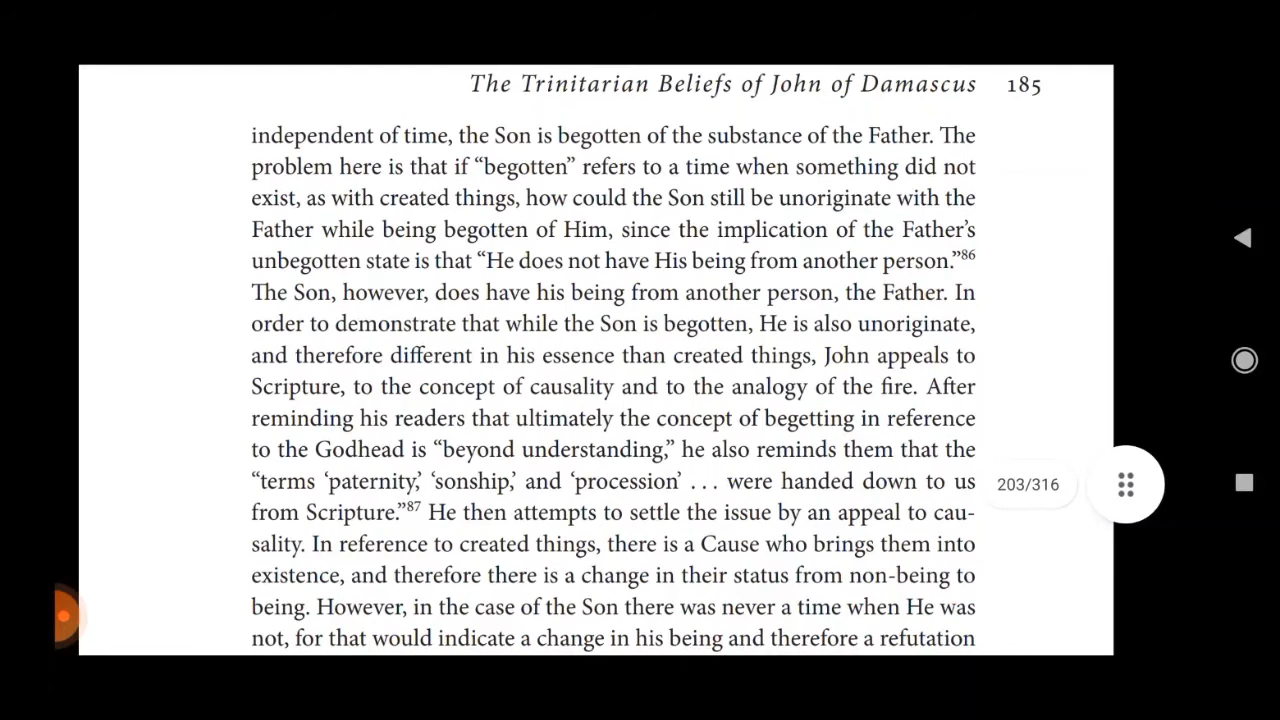 The Trinitarian Beliefs of John of Damascus 185
independent of time, the Son is begotten of the substance of the Father. The
problem here is that if “begotten” refers to a time when something did not
exist, as with created things, how could the Son still be unoriginate with the
Father while being begotten of Him, since the implication of the Father’s
unbegotten state is that “He does not have His being from another person.”86
The Son, however, does have his being from another person, the Father. In
order to demonstrate that while the Son is begotten, He is also unoriginate,
and therefore different in his essence than created things, John appeals to
Scripture, to the concept of causality and to the analogy of the fire. After
reminding his readers that ultimately the concept of begetting in reference
to the Godhead is “beyond understanding,” he also reminds them that the
“terms ‘paternity,’ ‘sonship,’ and ‘procession’ . . . were handed down to us
203/316
from Scripture.”87 He then attempts to settle the issue by an appeal to cau-
sality. In reference to created things, there is a Cause who brings them into
existence, and therefore there is a change in their status from non-being to
being. However, in the case of the Son there was never a time when He was
not, for that would indicate a change in his being and therefore a refutation